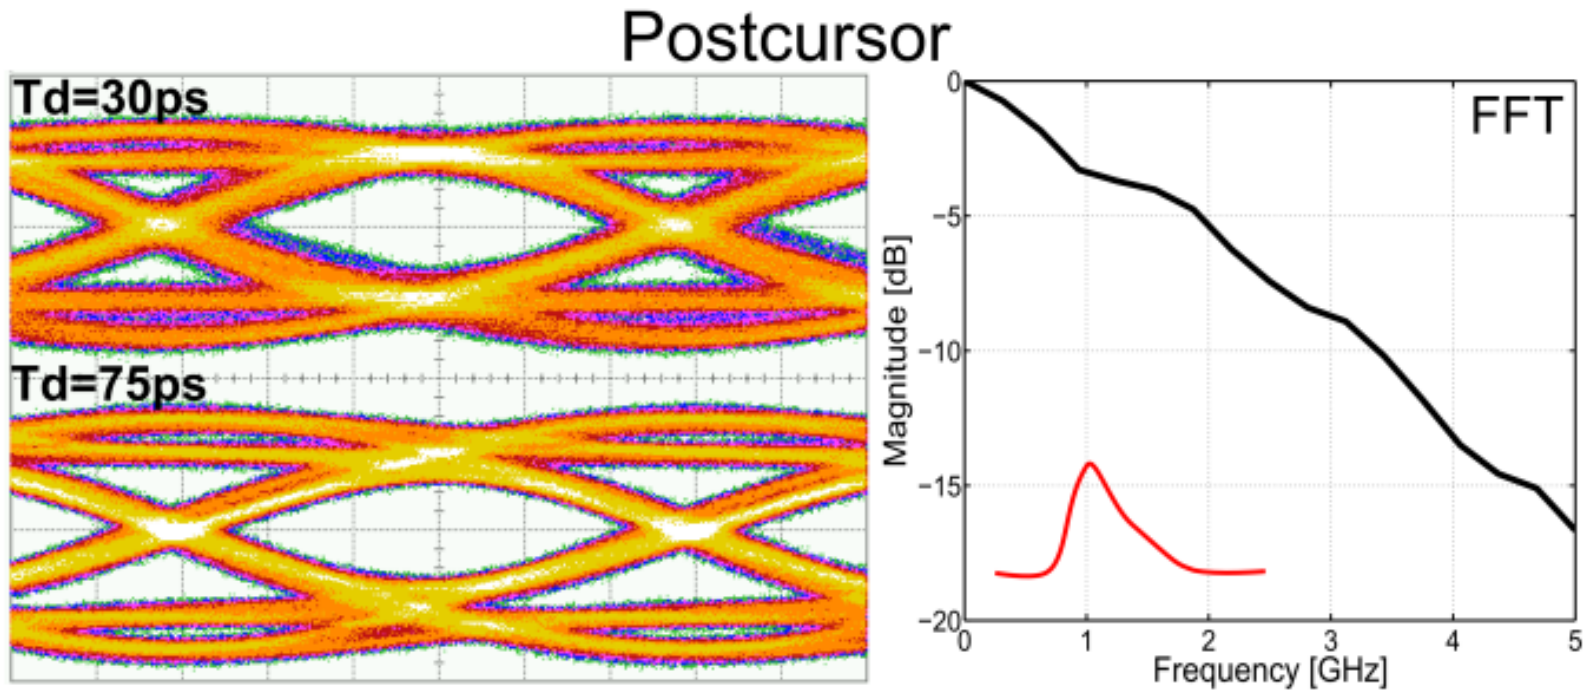 Postcursor
Td=30ps
Td=75ps
FFT
Magnitude [dB]
0
−5
−10
−15
−20
0 1 2 3 4 5
Frequency [GHz]